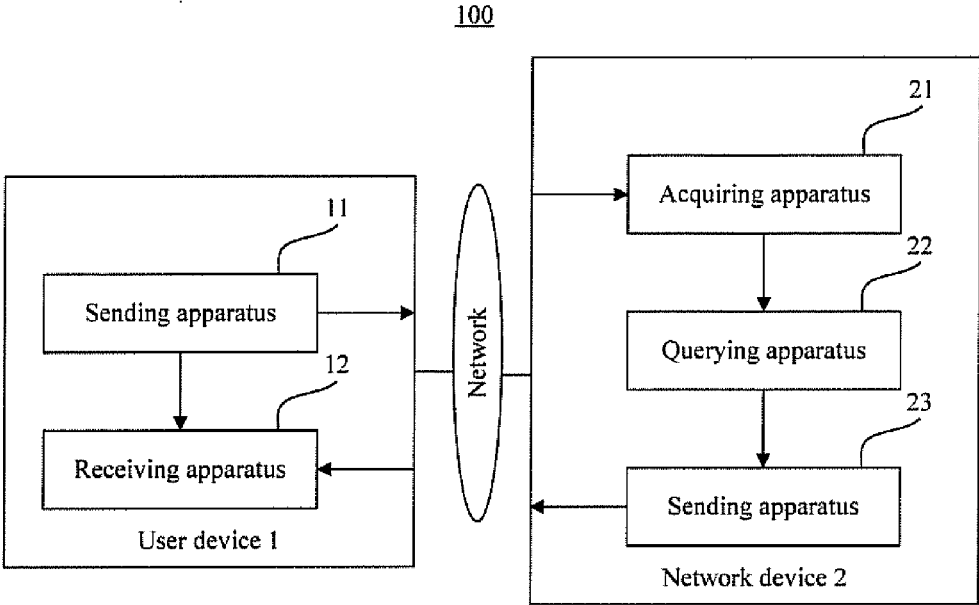 100
11
Sending apparatus
12
Receiving apparatus
User device 1
Network
21
Acquiring apparatus
22
Querying apparatus
23
Sending apparatus
Network device 2